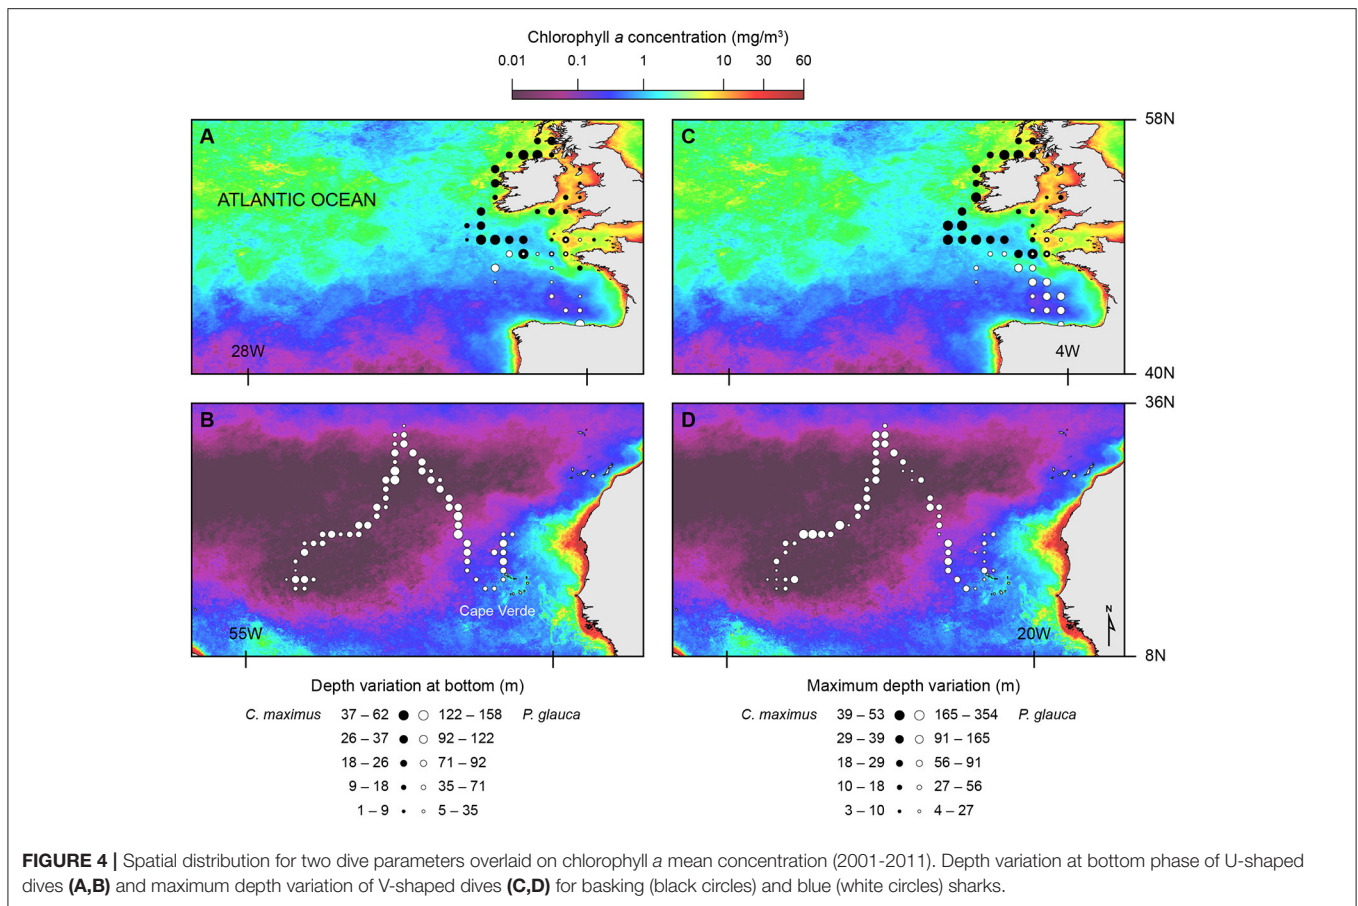 Chlorophyll a concentration (mg/m³)
0.01 0.1 1 10 30 60
A
ATLANTIC OCEAN
28W
C
4W
58N
40N
B
Cape Verde
55W
D
N
20W
36N
8N
Depth variation at bottom (m)
C. maximus 37 – 62 122 – 158 P. glauca
26 – 37 92 – 122
18 – 26 71 – 92
9 – 18 35 – 71
1 – 9 5 – 35
Maximum depth variation (m)
C. maximus 39 – 53 165 – 354 P. glauca
29 – 39 91 – 165
18 – 29 56 – 91
10 – 18 27 – 56
3 – 10 4 – 27
FIGURE 4 | Spatial distribution for two dive parameters overlaid on chlorophyll a mean concentration (2001-2011). Depth variation at bottom phase of U-shaped
dives (A,B) and maximum depth variation of V-shaped dives (C,D) for basking (black circles) and blue (white circles) sharks.